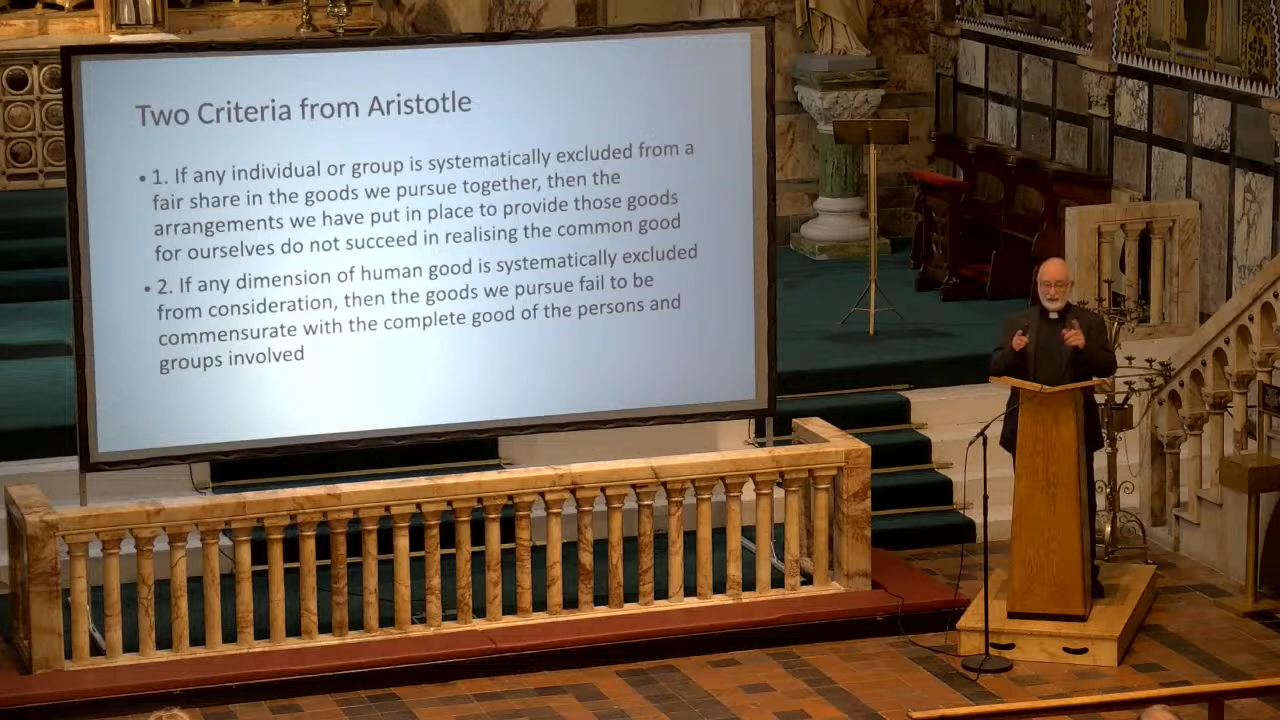 Two Criteria from Aristotle
• 1. If any individual or group is systematically excluded from a
fair share in the goods we pursue together, then the
arrangements we have put in place to provide those goods
for ourselves do not succeed in realising the common good
• 2. If any dimension of human good is systematically excluded
from consideration, then the goods we pursue fail to be
commensurate with the complete good of the persons and
groups involved